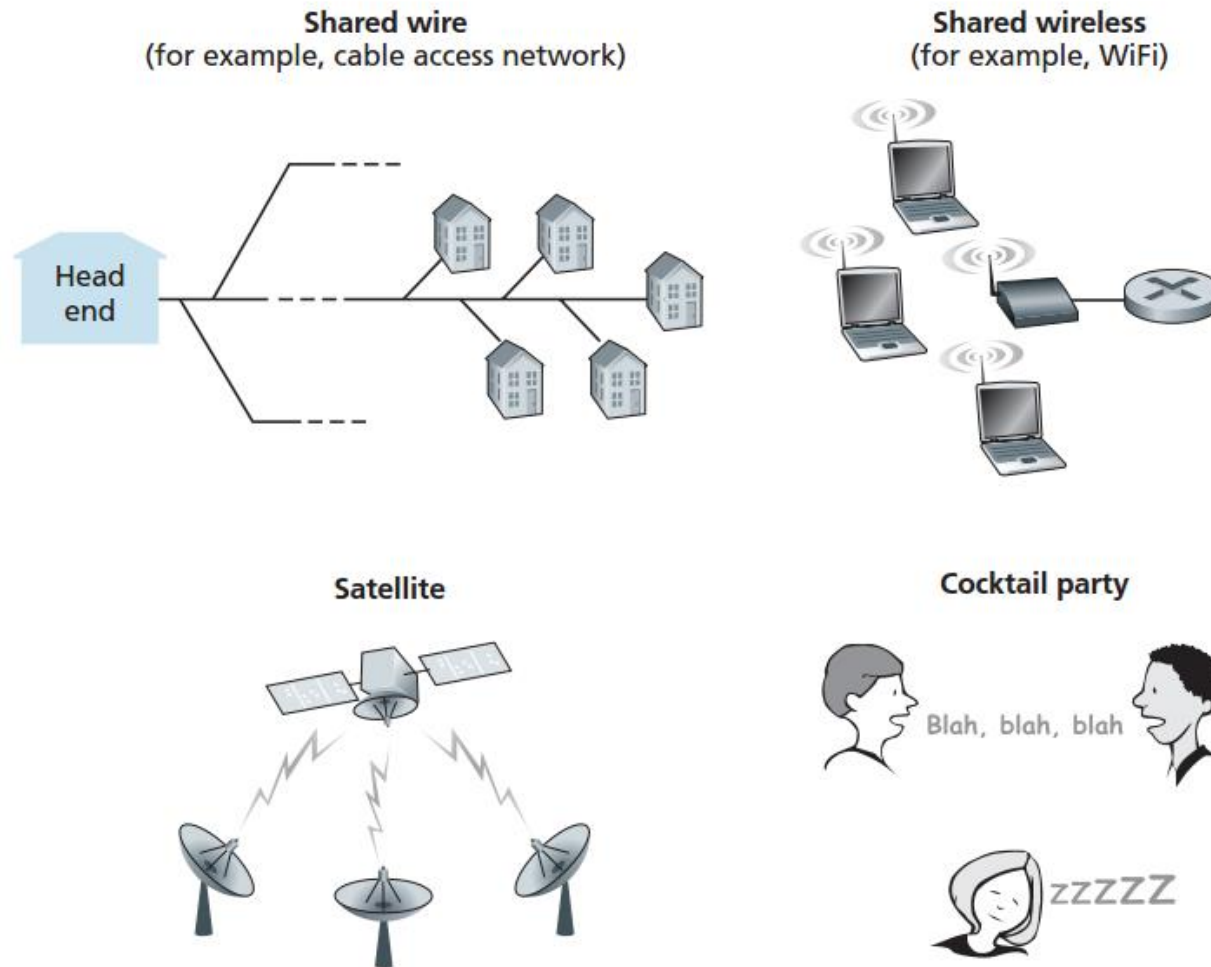 Shared wire
(for example, cable access network)
Shared wireless
(for example, WiFi)
Head
end
Satellite
Cocktail party
Blah, blah, blah
zzzzz